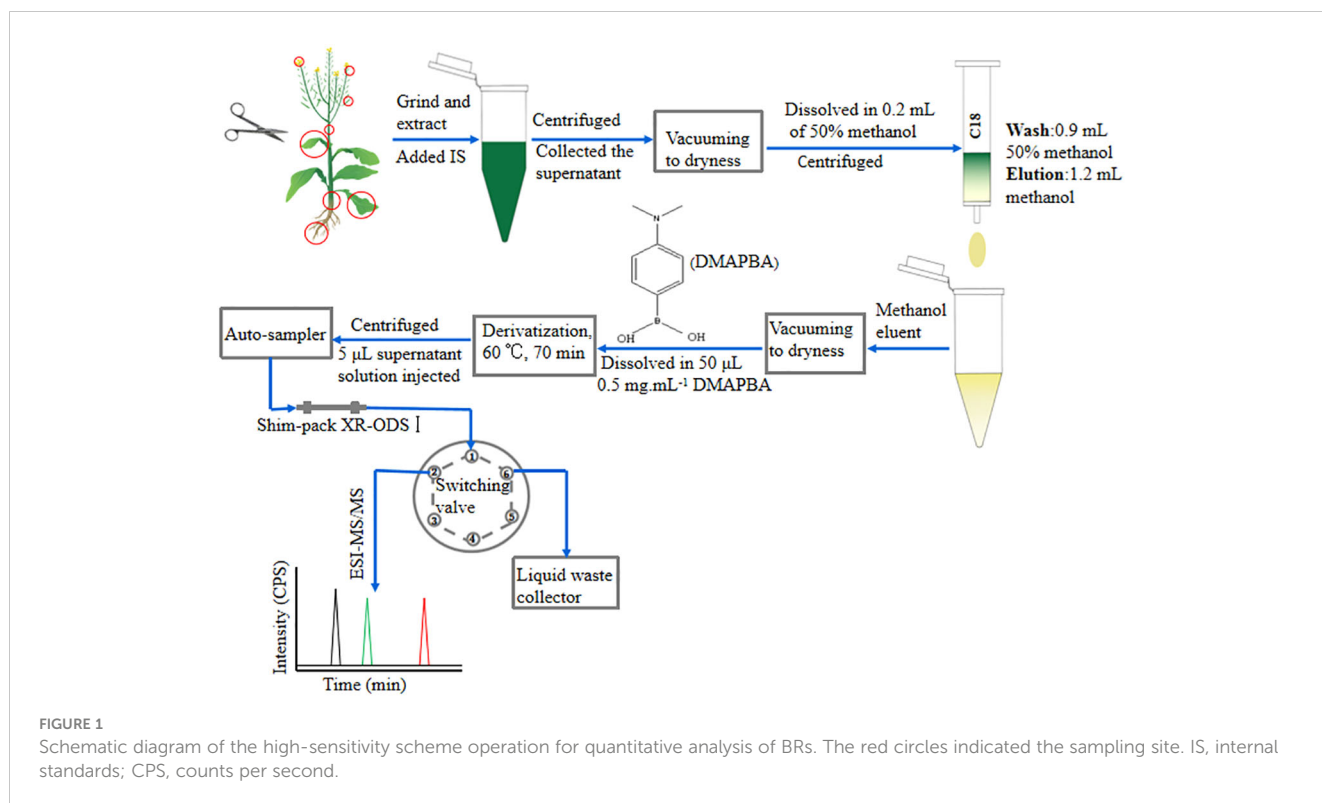 Grind and
extract
Added IS
Centrifuged
Collected the
supernatant
Vacuuming
to dryness
Dissolved in 0.2 mL
of 50% methanol
Centrifuged
C18
Wash:0.9 mL
50% methanol
Elution:1.2 mL
methanol
N
B
OH
OH
(DMAPBA)
Methanol
eluent
Vacuuming
to dryness
Dissolved in 50 μL
0.5 mg.mL⁻¹ DMAPBA
Derivatization,
60 ℃, 70 min
Centrifuged
5 μL supernatant
solution injected
Auto-sampler
Shim-pack XR-ODS Ⅰ
①
②
⑥
Switching
valve
③
⑤
④
ESI-MS/MS
Liquid waste
collector
Intensity (CPS)
Time (min)
FIGURE 1
Schematic diagram of the high-sensitivity scheme operation for quantitative analysis of BRs. The red circles indicated the sampling site. IS, internal
standards; CPS, counts per second.